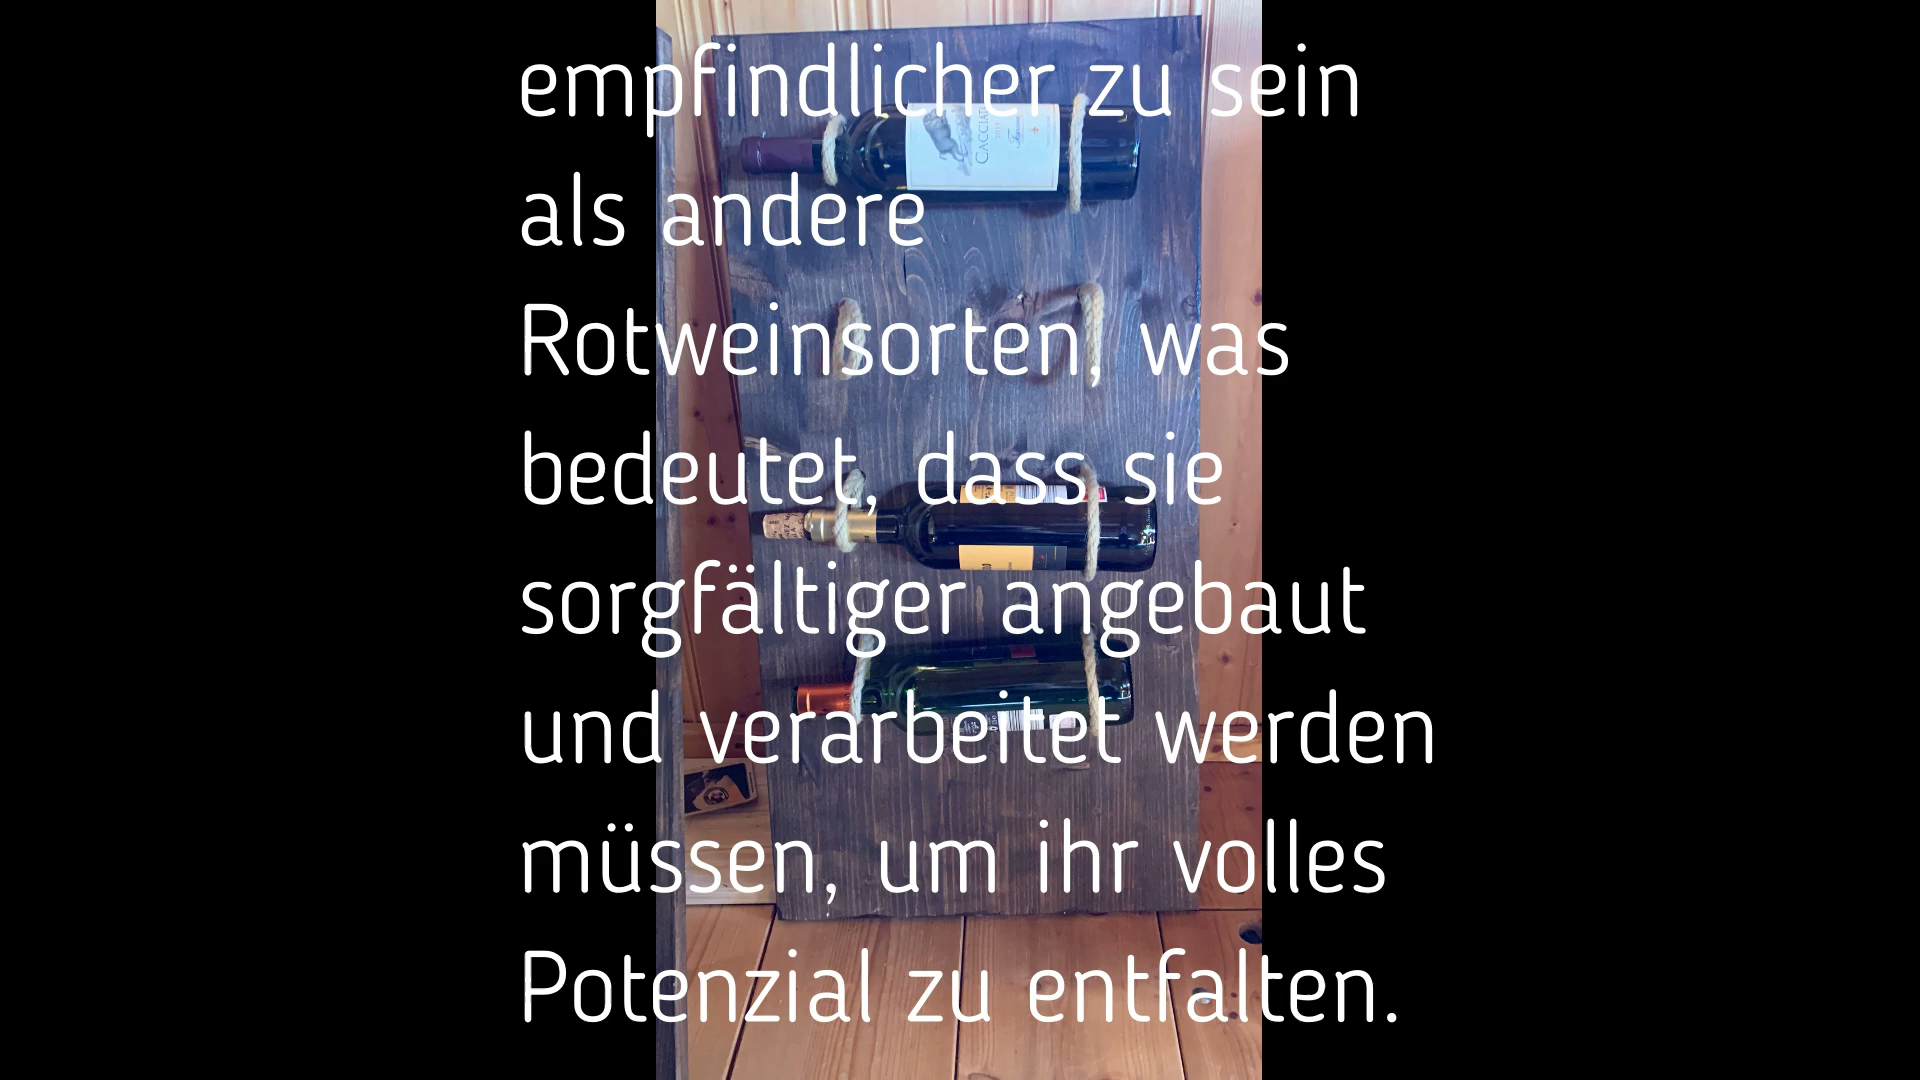 empfindlicher zu sein
als andere
Rotweinsorten, was
bedeutet, dass sie
sorgfältiger angebaut
und verarbeitet werden
müssen, um ihr volles
Potenzial zu entfalten.